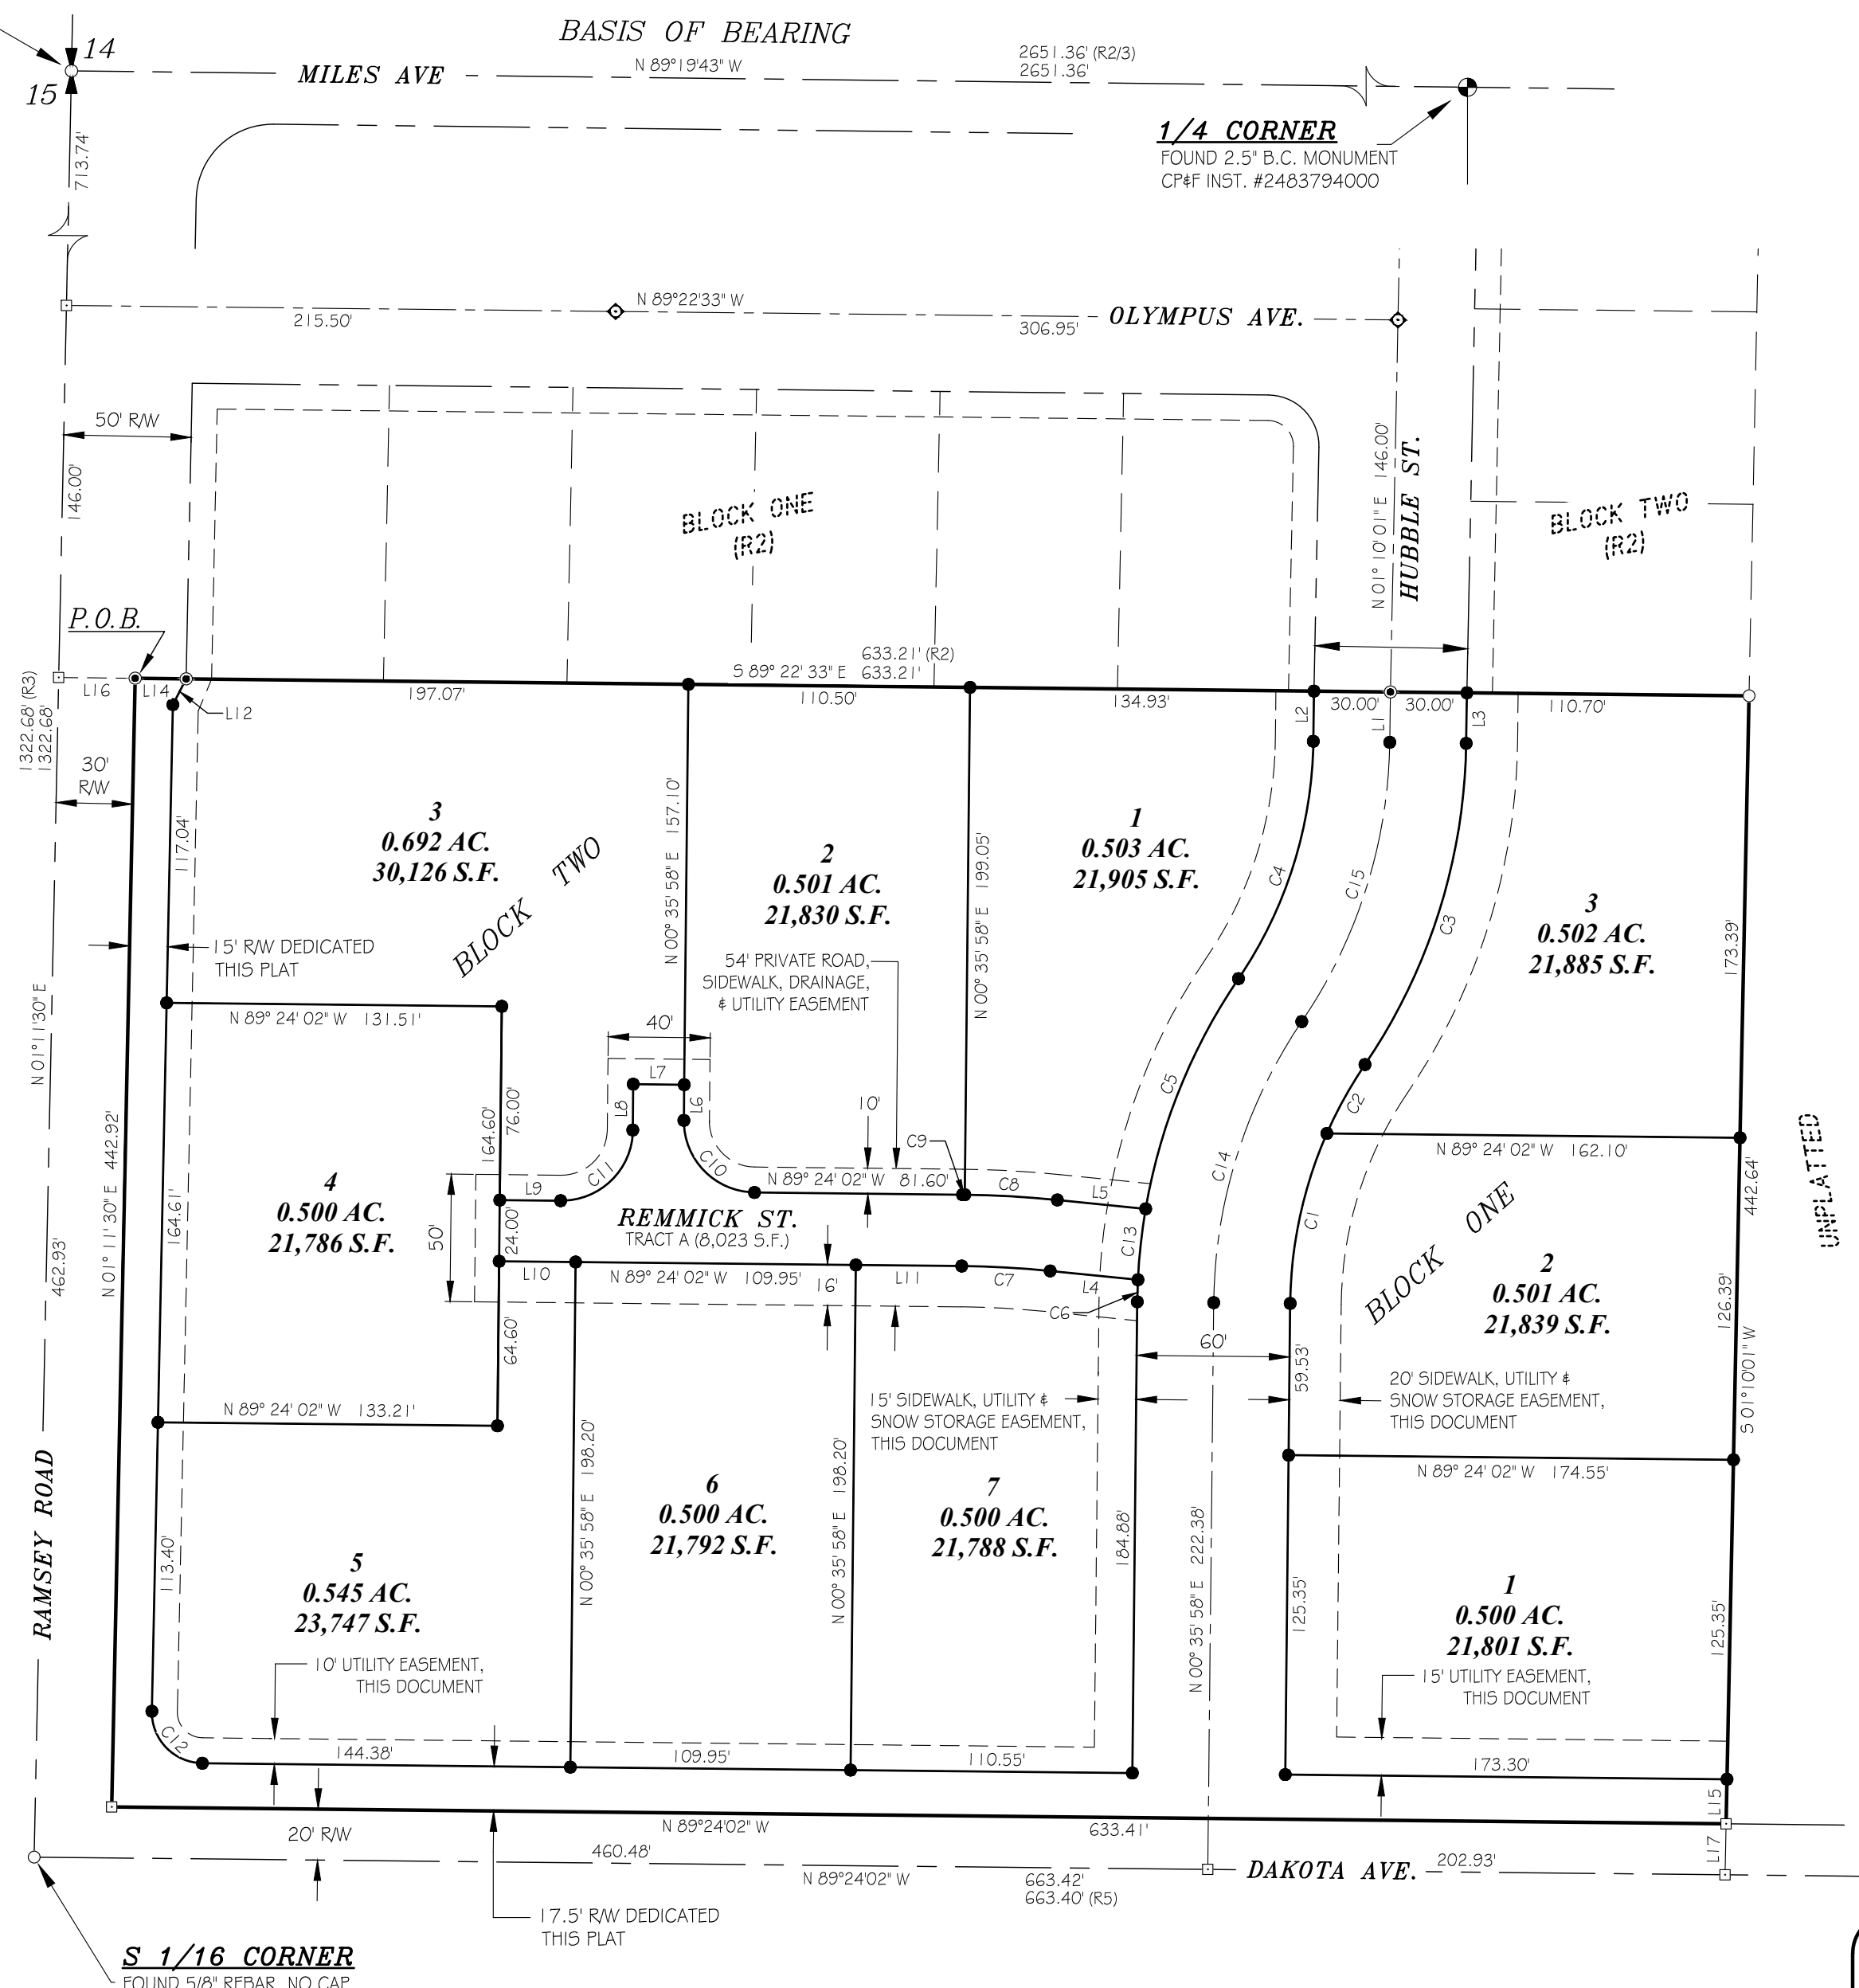 BASIS OF BEARING
14
15
MILES AVE
N 89°19'43" W
2651.36' (R2/3)
2651.36'
713.74'
1/4 CORNER
FOUND 2.5" B.C. MONUMENT
CP&F INST. #2483794000
N 89°22'33" W
215.50'
306.95'
OLYMPUS AVE.
50' R/W
146.00'
BLOCK ONE
(R2)
N 01° 10' 01" E 146.00'
HUBBLE ST.
BLOCK TWO
(R2)
P.O.B.
633.21' (R2)
S 89° 22' 33" E 633.21'
L16
L14
L12
197.07'
110.50'
134.93'
L2
30.00'
L1
30.00'
L3
110.70'
1322.68' (R3)
1322.68'
30'
R/W
3
0.692 AC.
30,126 S.F.
117.04'
BLOCK TWO
N 00° 35' 58" E 157.10'
2
0.501 AC.
21,830 S.F.
N 00° 35' 58" E 199.05'
1
0.503 AC.
21,905 S.F.
C4
C15
C3
3
0.502 AC.
21,885 S.F.
173.39'
15' R/W DEDICATED
THIS PLAT
54' PRIVATE ROAD,
SIDEWALK, DRAINAGE,
& UTILITY EASEMENT
N 01°11'30" E
462.93'
N 01° 11' 30" E 442.92'
N 89° 24' 02" W 131.51'
40'
L7
L8
L6
C11
C10
10'
C9
C5
C2
C14
C1
N 89° 24' 02" W 162.10'
164.60'
76.00'
164.61'
4
0.500 AC.
21,786 S.F.
50'
L9
24.00'
N 89° 24' 02" W 81.60'
C8
L5
REMMICK ST.
TRACT A (8,023 S.F.)
C13
L10
N 89° 24' 02" W 109.95'
16'
L11
C7
L4
C6
BLOCK ONE
2
0.501 AC.
21,839 S.F.
442.64'
126.39'
S 01°10'01" W
UNPLATTED
64.60'
60'
59.53'
N 89° 24' 02" W 133.21'
15' SIDEWALK, UTILITY &
SNOW STORAGE EASEMENT,
THIS DOCUMENT
20' SIDEWALK, UTILITY &
SNOW STORAGE EASEMENT,
THIS DOCUMENT
N 89° 24' 02" W 174.55'
RAMSEY ROAD
113.40'
5
0.545 AC.
23,747 S.F.
N 00° 35' 58" E 198.20'
6
0.500 AC.
21,792 S.F.
N 00° 35' 58" E 198.20'
7
0.500 AC.
21,788 S.F.
184.88'
N 00° 35' 58" E 222.38'
125.35'
1
0.500 AC.
21,801 S.F.
125.35'
10' UTILITY EASEMENT,
THIS DOCUMENT
15' UTILITY EASEMENT,
THIS DOCUMENT
C12
144.38'
109.95'
110.55'
173.30'
L15
20' R/W
N 89°24'02" W
633.41'
460.48'
N 89°24'02" W
663.42'
663.40' (R5)
DAKOTA AVE.
202.93'
L17
17.5' R/W DEDICATED
THIS PLAT
S 1/16 CORNER
FOUND 5/8" REBAR, NO CAP